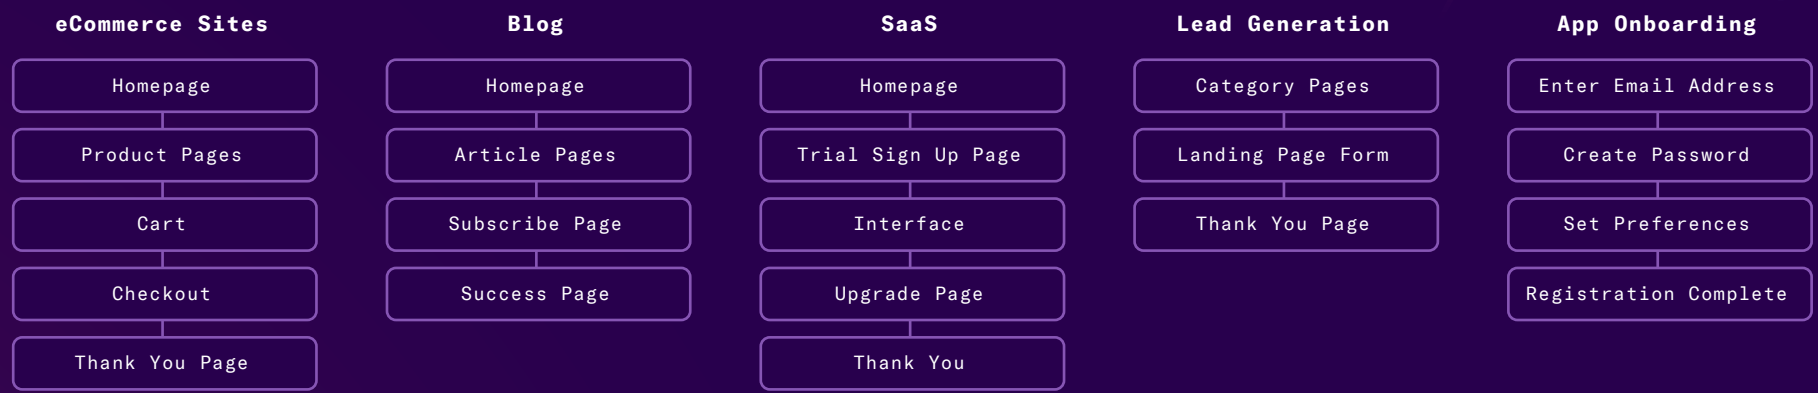 eCommerce Sites
Homepage
Product Pages
Cart
Checkout
Thank You Page
Blog
Homepage
Article Pages
Subscribe Page
Success Page
SaaS
Homepage
Trial Sign Up Page
Interface
Upgrade Page
Thank You
Lead Generation
Category Pages
Landing Page Form
Thank You Page
App Onboarding
Enter Email Address
Create Password
Set Preferences
Registration Complete